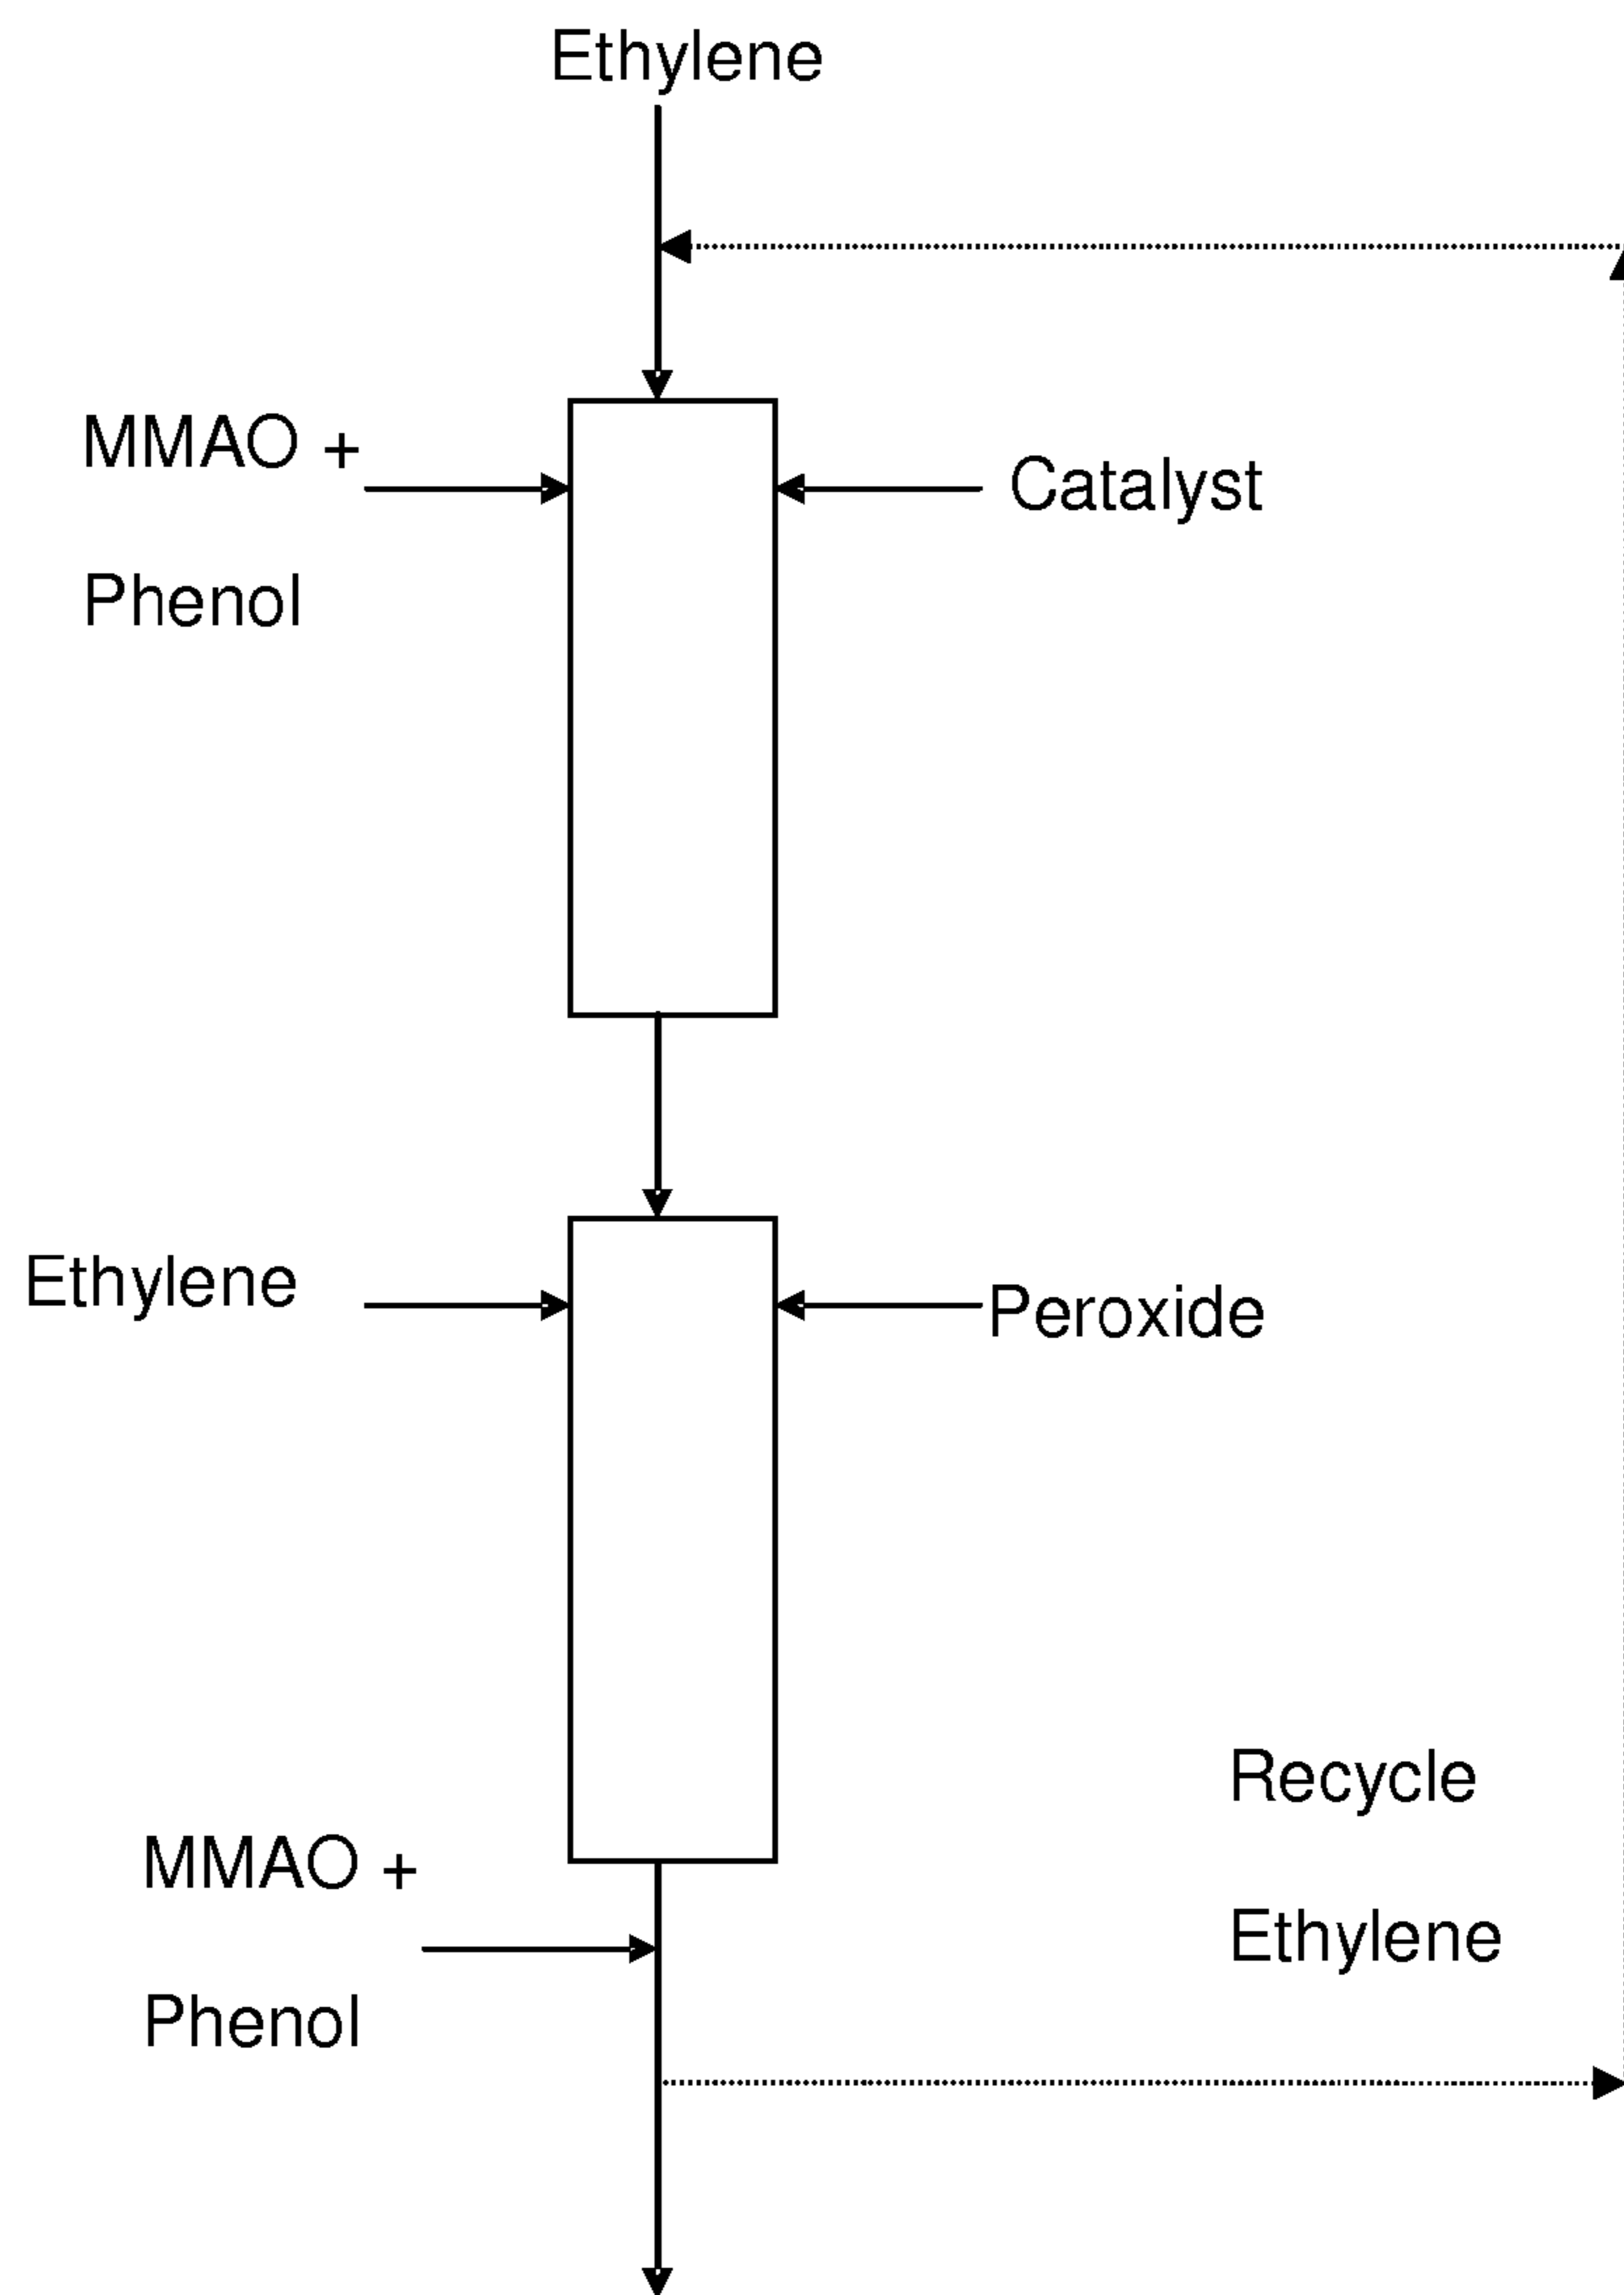 Ethylene
MMAO +
Catalyst
Phenol
Ethylene
Peroxide
Recycle
MMAO +
Ethylene
Phenol